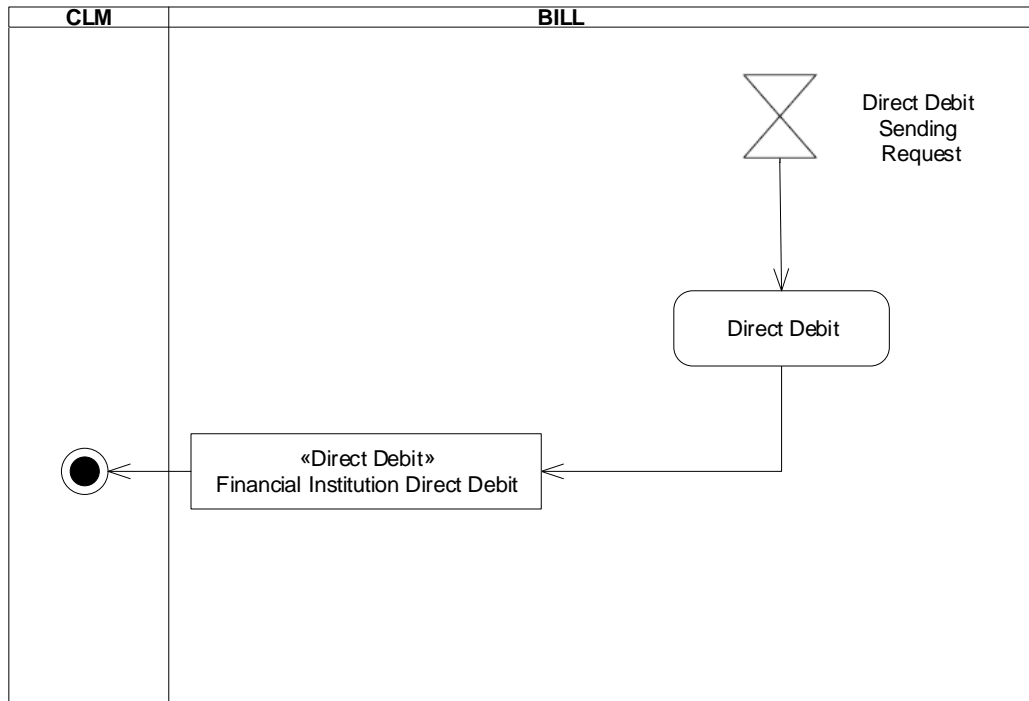 CLM
BILL
Direct Debit
Sending
Request
Direct Debit
«Direct Debit»
Financial Institution Direct Debit